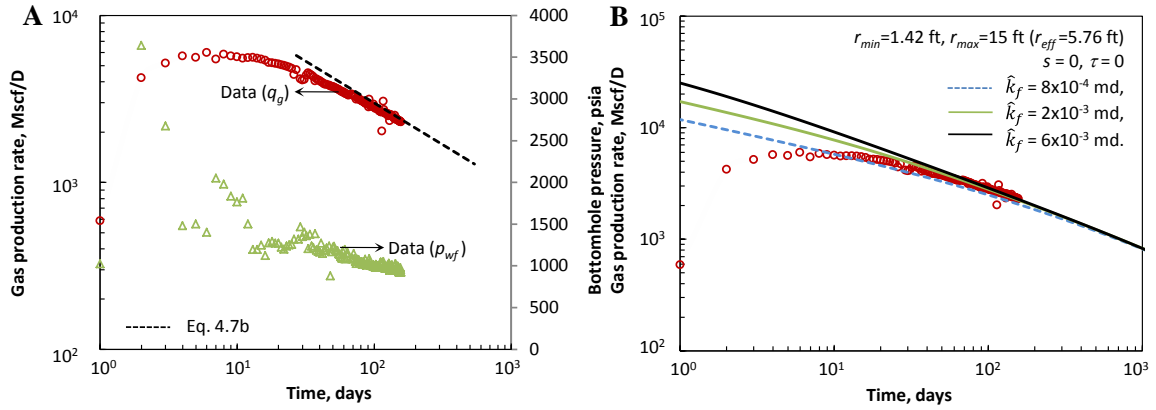 A
Gas production rate, Mscf/D
10⁴
10³
10²
Data (q_g)
Data (p_wf)
Eq. 4.7b
10⁰ 10¹ 10² 10³
Time, days
4000
3500
3000
2500
2000
1500
1000
500
0
Bottomhole pressure, psia
B
Gas production rate, Mscf/D
10⁵
10⁴
10³
10²
r_min=1.42 ft, r_max=15 ft (r_eff=5.76 ft)
s = 0, τ = 0
k̂_f = 8x10⁻⁴ md,
k̂_f = 2x10⁻³ md,
k̂_f = 6x10⁻³ md.
10⁰ 10¹ 10² 10³
Time, days